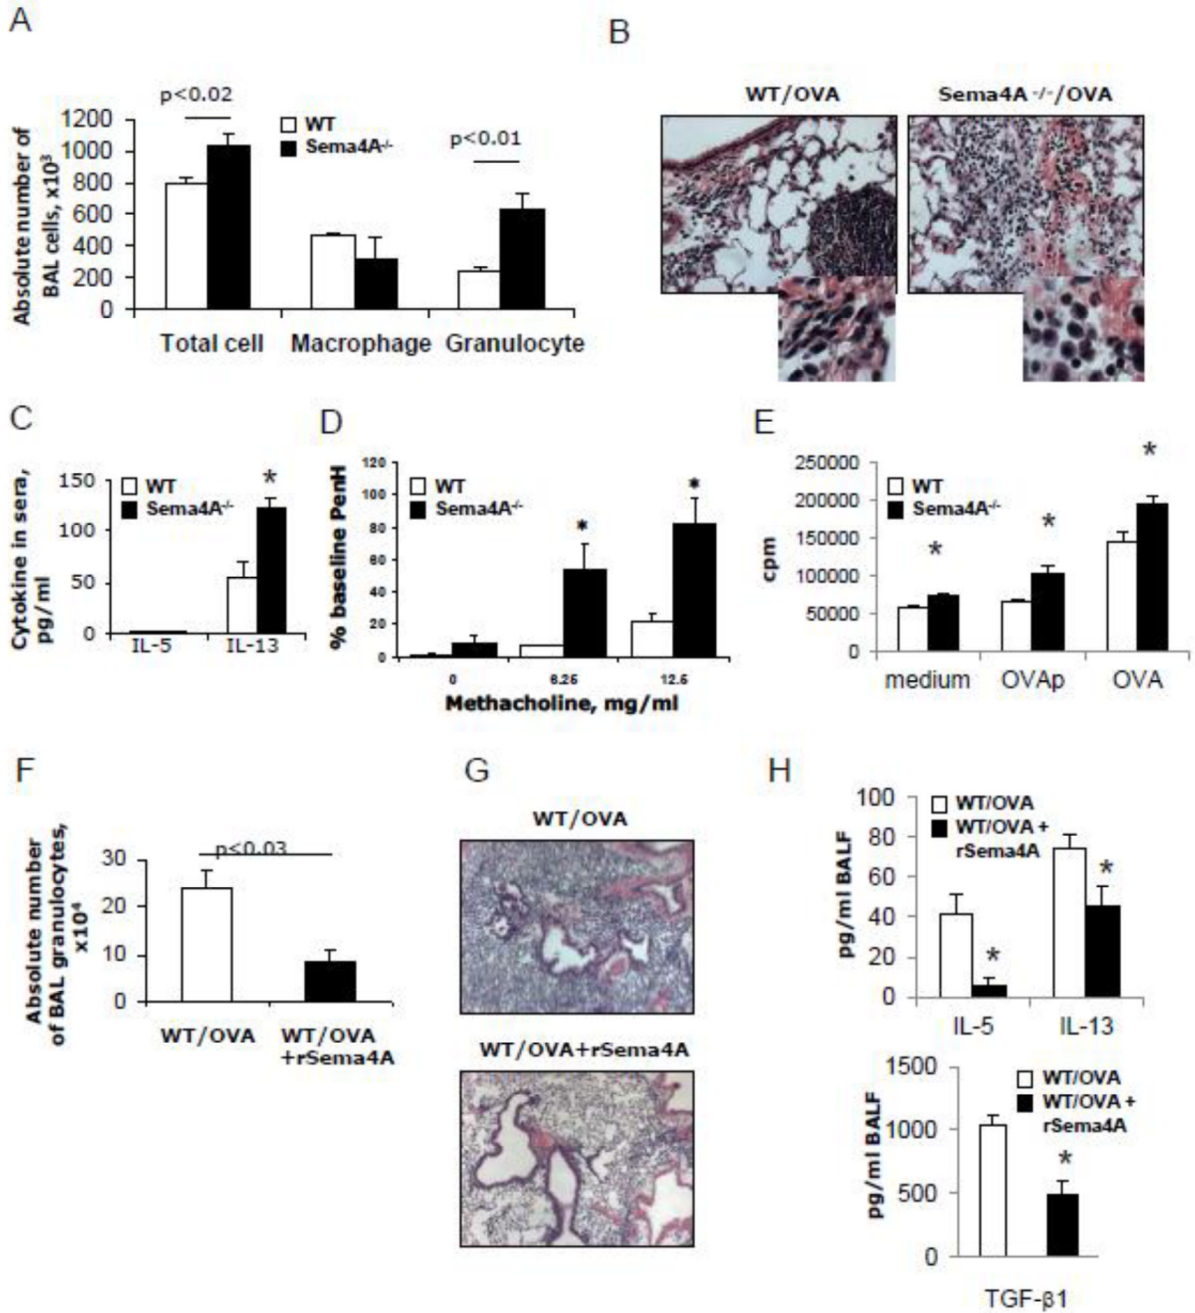 A
p<0.02
WT
Sema4A-/-
p<0.01
1200
1000
800
600
400
200
0
Absolute number of
BAL cells, x10³
Total cell
Macrophage
Granulocyte
B
WT/OVA
Sema4A -/-/OVA
C
Cytokine in sera,
pg/ml
150
100
50
0
WT
Sema4A-/-
*
IL-5
IL-13
D
% baseline PenH
120
100
80
60
40
20
0
WT
Sema4A-/-
*
*
0
6.25
12.5
Methacholine, mg/ml
E
cpm
250000
200000
150000
100000
50000
0
WT
Sema4A-/-
*
*
*
medium
OVAp
OVA
F
Absolute number
of BAL granulocytes,
x10⁴
30
20
10
0
p<0.03
WT/OVA
WT/OVA
+rSema4A
G
WT/OVA
WT/OVA+rSema4A
H
pg/ml BALF
100
80
60
40
20
0
WT/OVA
WT/OVA +
rSema4A
*
*
IL-5
IL-13
pg/ml BALF
1500
1000
500
0
WT/OVA
WT/OVA +
rSema4A
*
TGF-β1